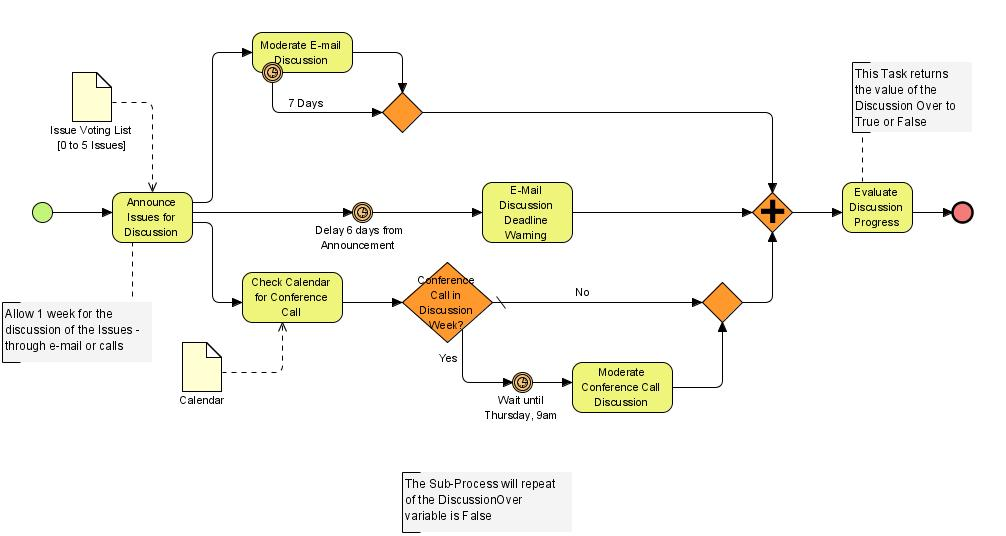 Moderate E-mail
Discussion
7 Days
This Task returns
the value of the
Discussion Over to
True or False
Issue Voting List
[0 to 5 Issues]
Announce
Issues for
Discussion
Delay 6 days from
Announcement
E-Mail
Discussion
Deadline
Warning
Evaluate
Discussion
Progress
Allow 1 week for the
discussion of the Issues -
through e-mail or calls
Check Calendar
for Conference
Call
Conference
Call in
Discussion
Week?
No
Yes
Calendar
Wait until
Thursday, 9am
Moderate
Conference Call
Discussion
The Sub-Process will repeat
of the DiscussionOver
variable is False